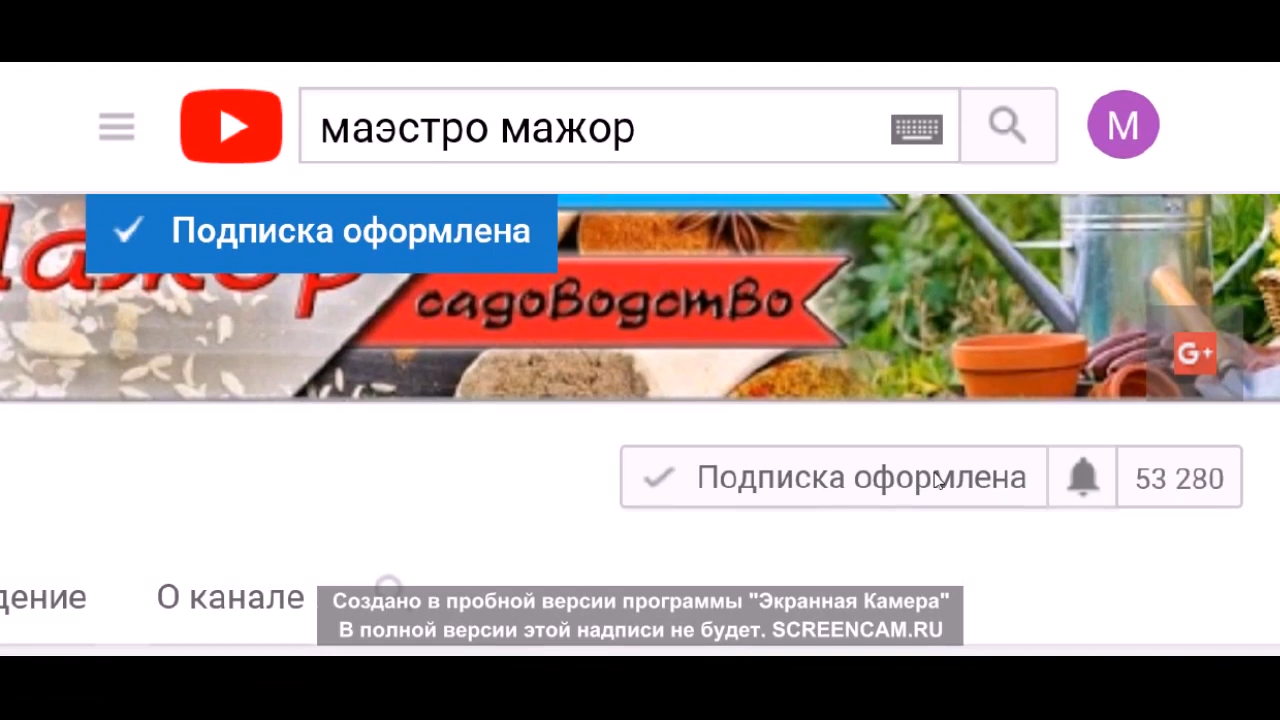 маэстро мажор
М
Подписка оформлена
садоводство
G+
Подписка оформлена
53 280
О канале
Создано в пробной версии программы "Экранная Камера"
В полной версии этой надписи не будет. SCREENCAM.RU